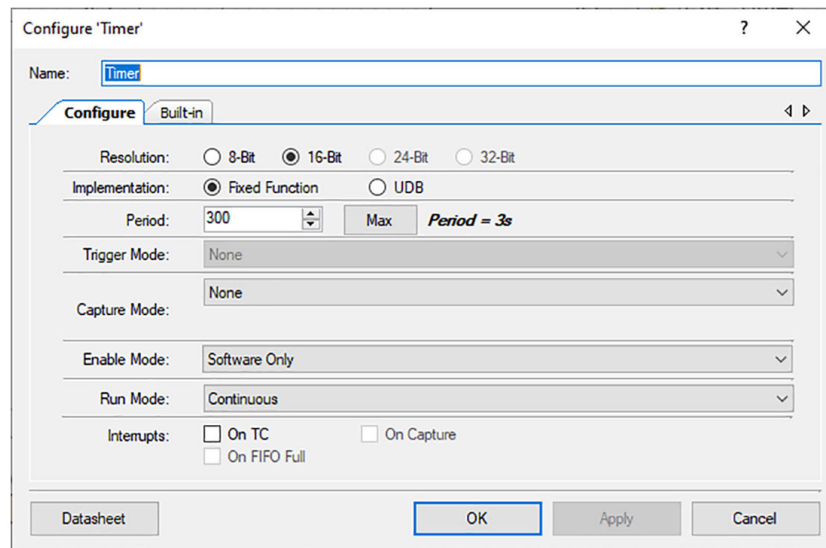 Configure 'Timer'
Name: Timer
Configure Built-in
Resolution: 8-Bit 16-Bit 24-Bit 32-Bit
Implementation: Fixed Function UDB
Period: 300 Max Period = 3s
Trigger Mode: None
Capture Mode: None
Enable Mode: Software Only
Run Mode: Continuous
Interrupts: On TC On Capture
On FIFO Full
Datasheet OK Apply Cancel